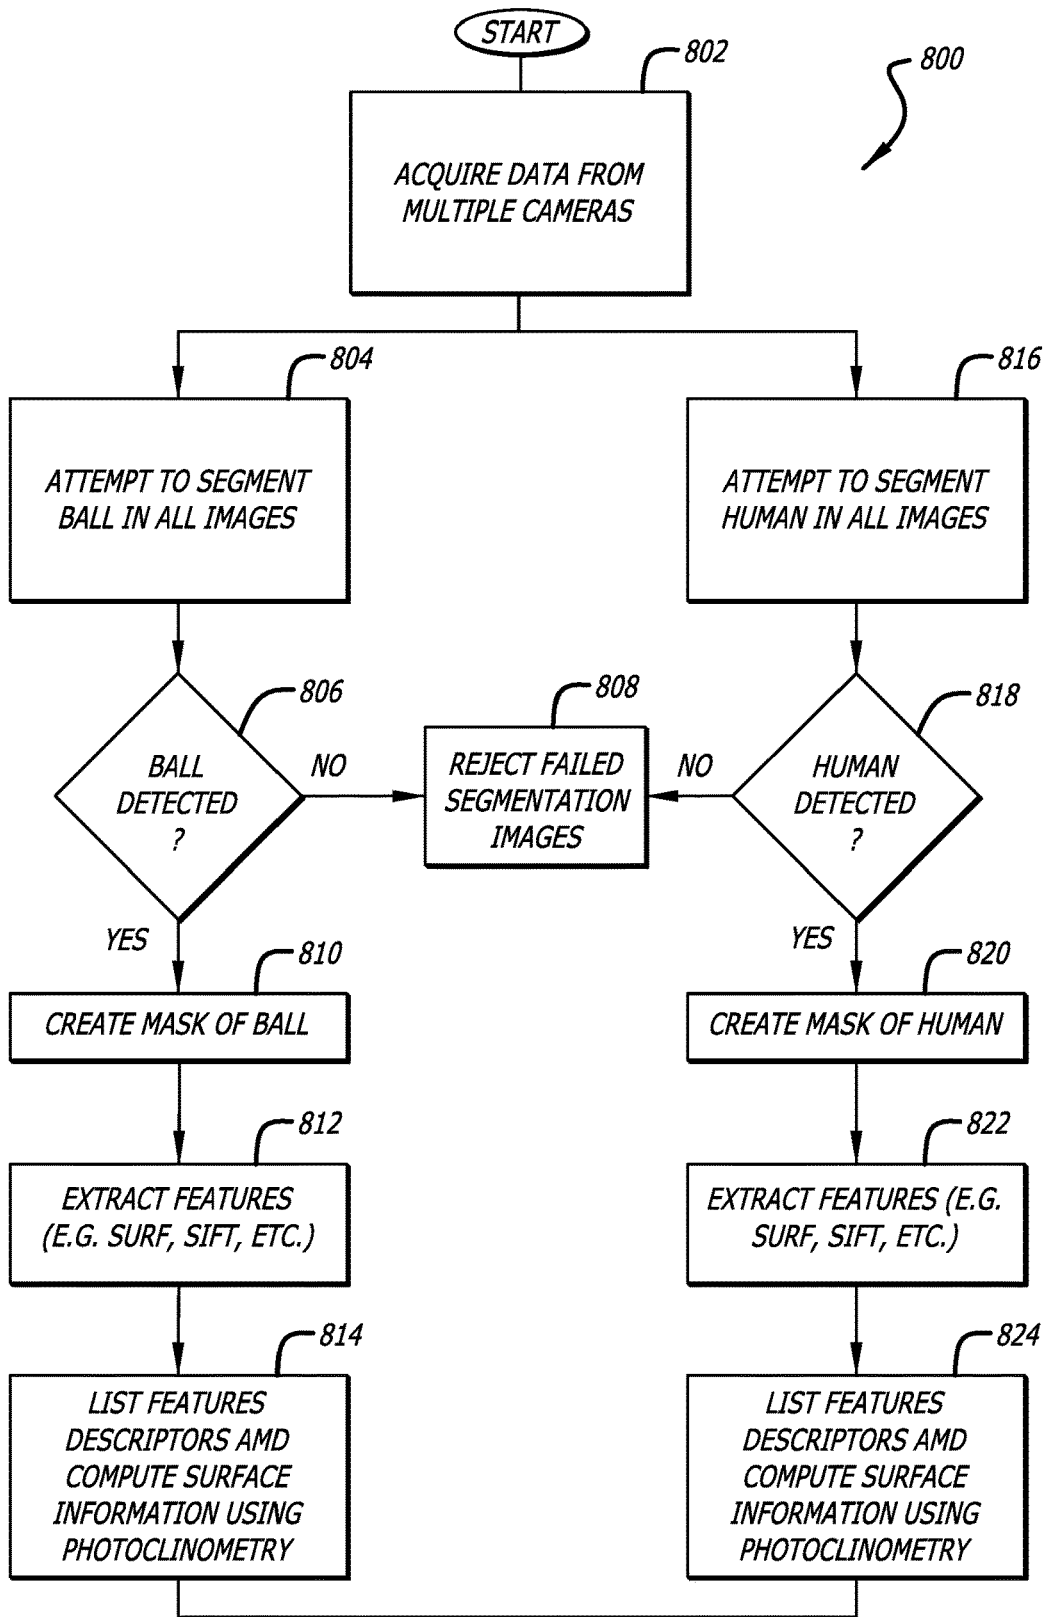 START
802
800
ACQUIRE DATA FROM
MULTIPLE CAMERAS
804
816
ATTEMPT TO SEGMENT
BALL IN ALL IMAGES
ATTEMPT TO SEGMENT
HUMAN IN ALL IMAGES
806
808
818
BALL
DETECTED
?
NO
REJECT FAILED
SEGMENTATION
IMAGES
NO
HUMAN
DETECTED
?
YES
YES
810
820
CREATE MASK OF BALL
CREATE MASK OF HUMAN
812
822
EXTRACT FEATURES
(E.G. SURF, SIFT, ETC.)
EXTRACT FEATURES (E.G.
SURF, SIFT, ETC.)
814
824
LIST FEATURES
DESCRIPTORS AMD
COMPUTE SURFACE
INFORMATION USING
PHOTOCLINOMETRY
LIST FEATURES
DESCRIPTORS AMD
COMPUTE SURFACE
INFORMATION USING
PHOTOCLINOMETRY